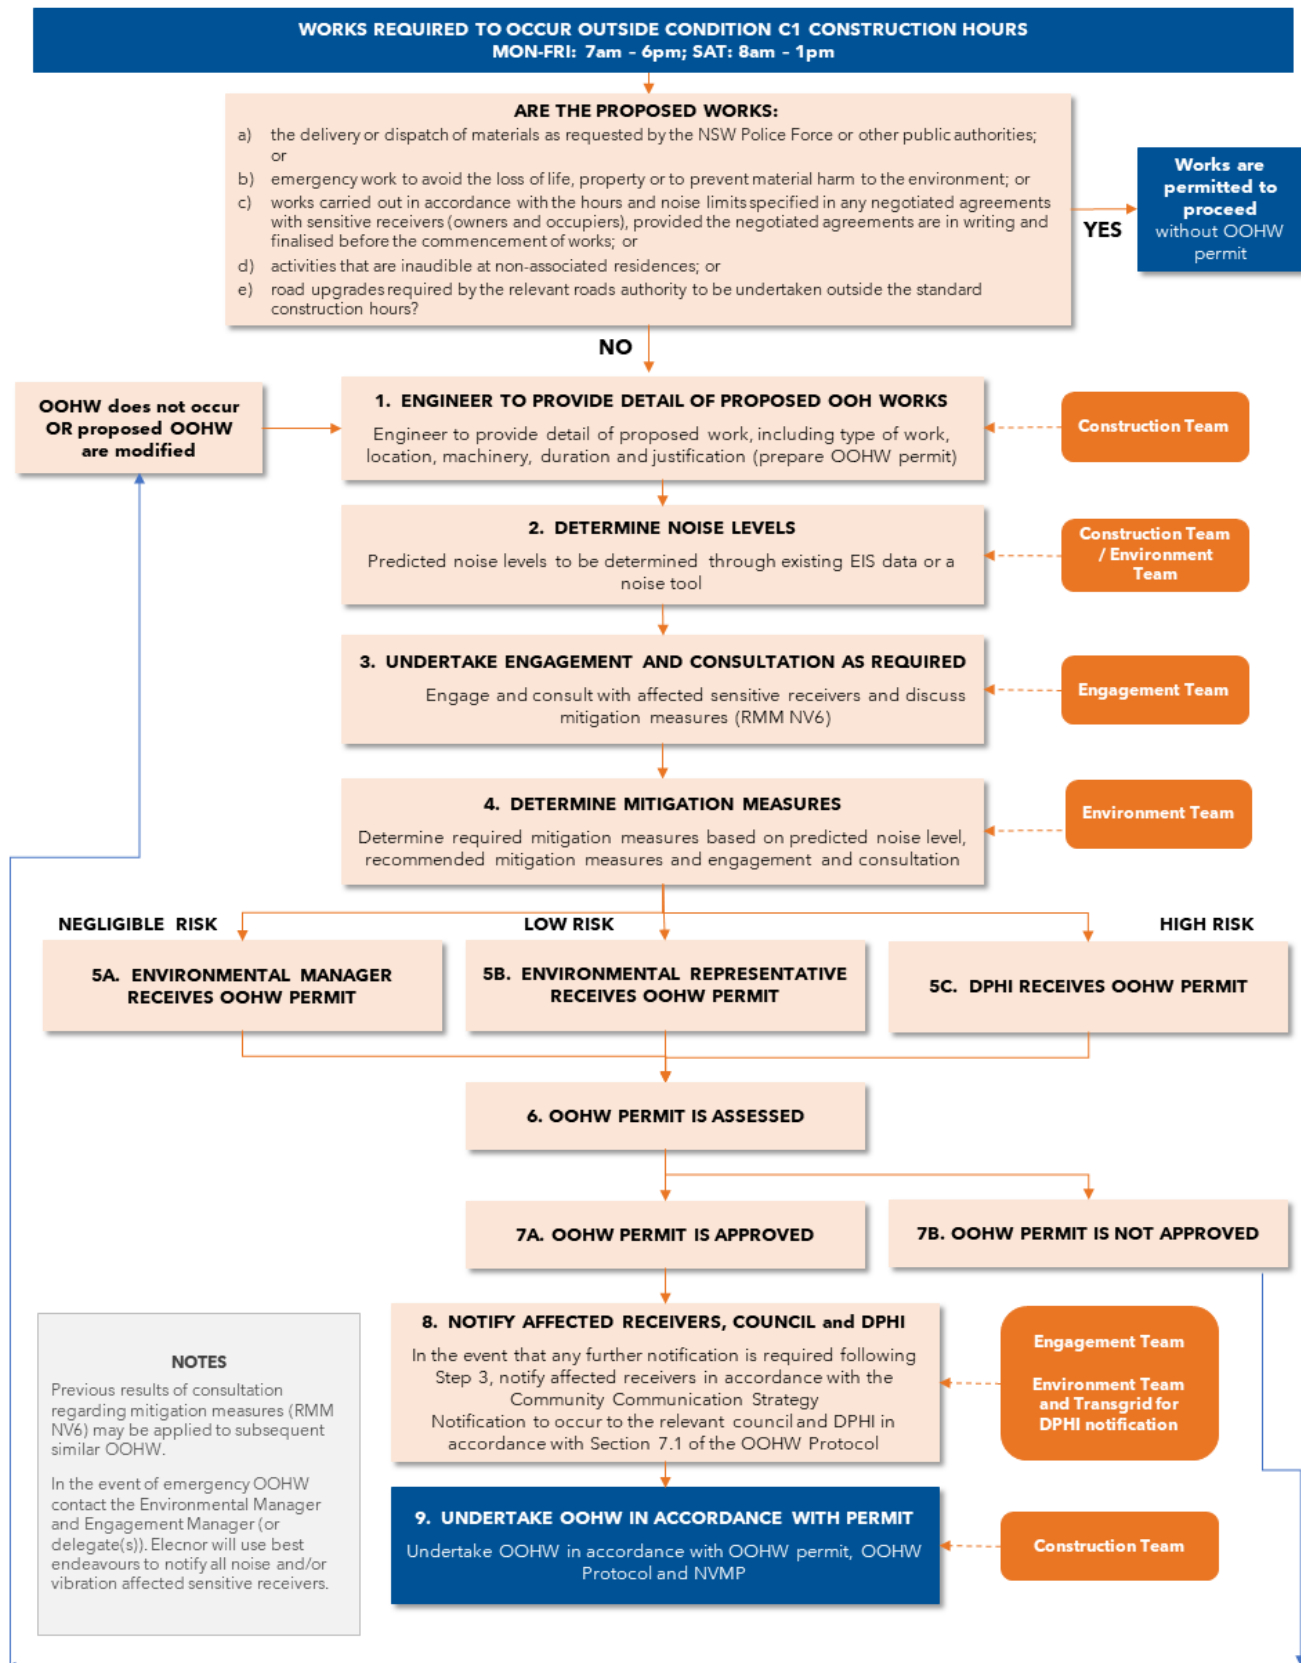 WORKS REQUIRED TO OCCUR OUTSIDE CONDITION C1 CONSTRUCTION HOURS
MON-FRI: 7am – 6pm; SAT: 8am – 1pm
ARE THE PROPOSED WORKS:
a) the delivery or dispatch of materials as requested by the NSW Police Force or other public authorities;
or
b) emergency work to avoid the loss of life, property or to prevent material harm to the environment; or
c) works carried out in accordance with the hours and noise limits specified in any negotiated agreements
with sensitive receivers (owners and occupiers), provided the negotiated agreements are in writing and
finalised before the commencement of works; or
d) activities that are inaudible at non-associated residences; or
e) road upgrades required by the relevant roads authority to be undertaken outside the standard
construction hours?
YES
Works are
permitted to
proceed
without OOHW
permit
NO
OOHW does not occur
OR proposed OOHW
are modified
1. ENGINEER TO PROVIDE DETAIL OF PROPOSED OOH WORKS
Engineer to provide detail of proposed work, including type of work,
location, machinery, duration and justification (prepare OOHW permit)
Construction Team
2. DETERMINE NOISE LEVELS
Predicted noise levels to be determined through existing EIS data or a
noise tool
Construction Team
/ Environment
Team
3. UNDERTAKE ENGAGEMENT AND CONSULTATION AS REQUIRED
Engage and consult with affected sensitive receivers and discuss
mitigation measures (RMM NV6)
Engagement Team
4. DETERMINE MITIGATION MEASURES
Determine required mitigation measures based on predicted noise level,
recommended mitigation measures and engagement and consultation
Environment Team
NEGLIGIBLE RISK
LOW RISK
HIGH RISK
5A. ENVIRONMENTAL MANAGER
RECEIVES OOHW PERMIT
5B. ENVIRONMENTAL REPRESENTATIVE
RECEIVES OOHW PERMIT
5C. DPHI RECEIVES OOHW PERMIT
6. OOHW PERMIT IS ASSESSED
7A. OOHW PERMIT IS APPROVED
7B. OOHW PERMIT IS NOT APPROVED
8. NOTIFY AFFECTED RECEIVERS, COUNCIL and DPHI
In the event that any further notification is required following
Step 3, notify affected receivers in accordance with the
Community Communication Strategy
Notification to occur to the relevant council and DPHI in
accordance with Section 7.1 of the OOHW Protocol
Engagement Team
Environment Team
and Transgrid for
DPHI notification
NOTES
Previous results of consultation
regarding mitigation measures (RMM
NV6) may be applied to subsequent
similar OOHW.
In the event of emergency OOHW
contact the Environmental Manager
and Engagement Manager (or
delegate(s)). Elecnor will use best
endeavours to notify all noise and/or
vibration affected sensitive receivers.
9. UNDERTAKE OOHW IN ACCORDANCE WITH PERMIT
Undertake OOHW in accordance with OOHW permit, OOHW
Protocol and NVMP
Construction Team